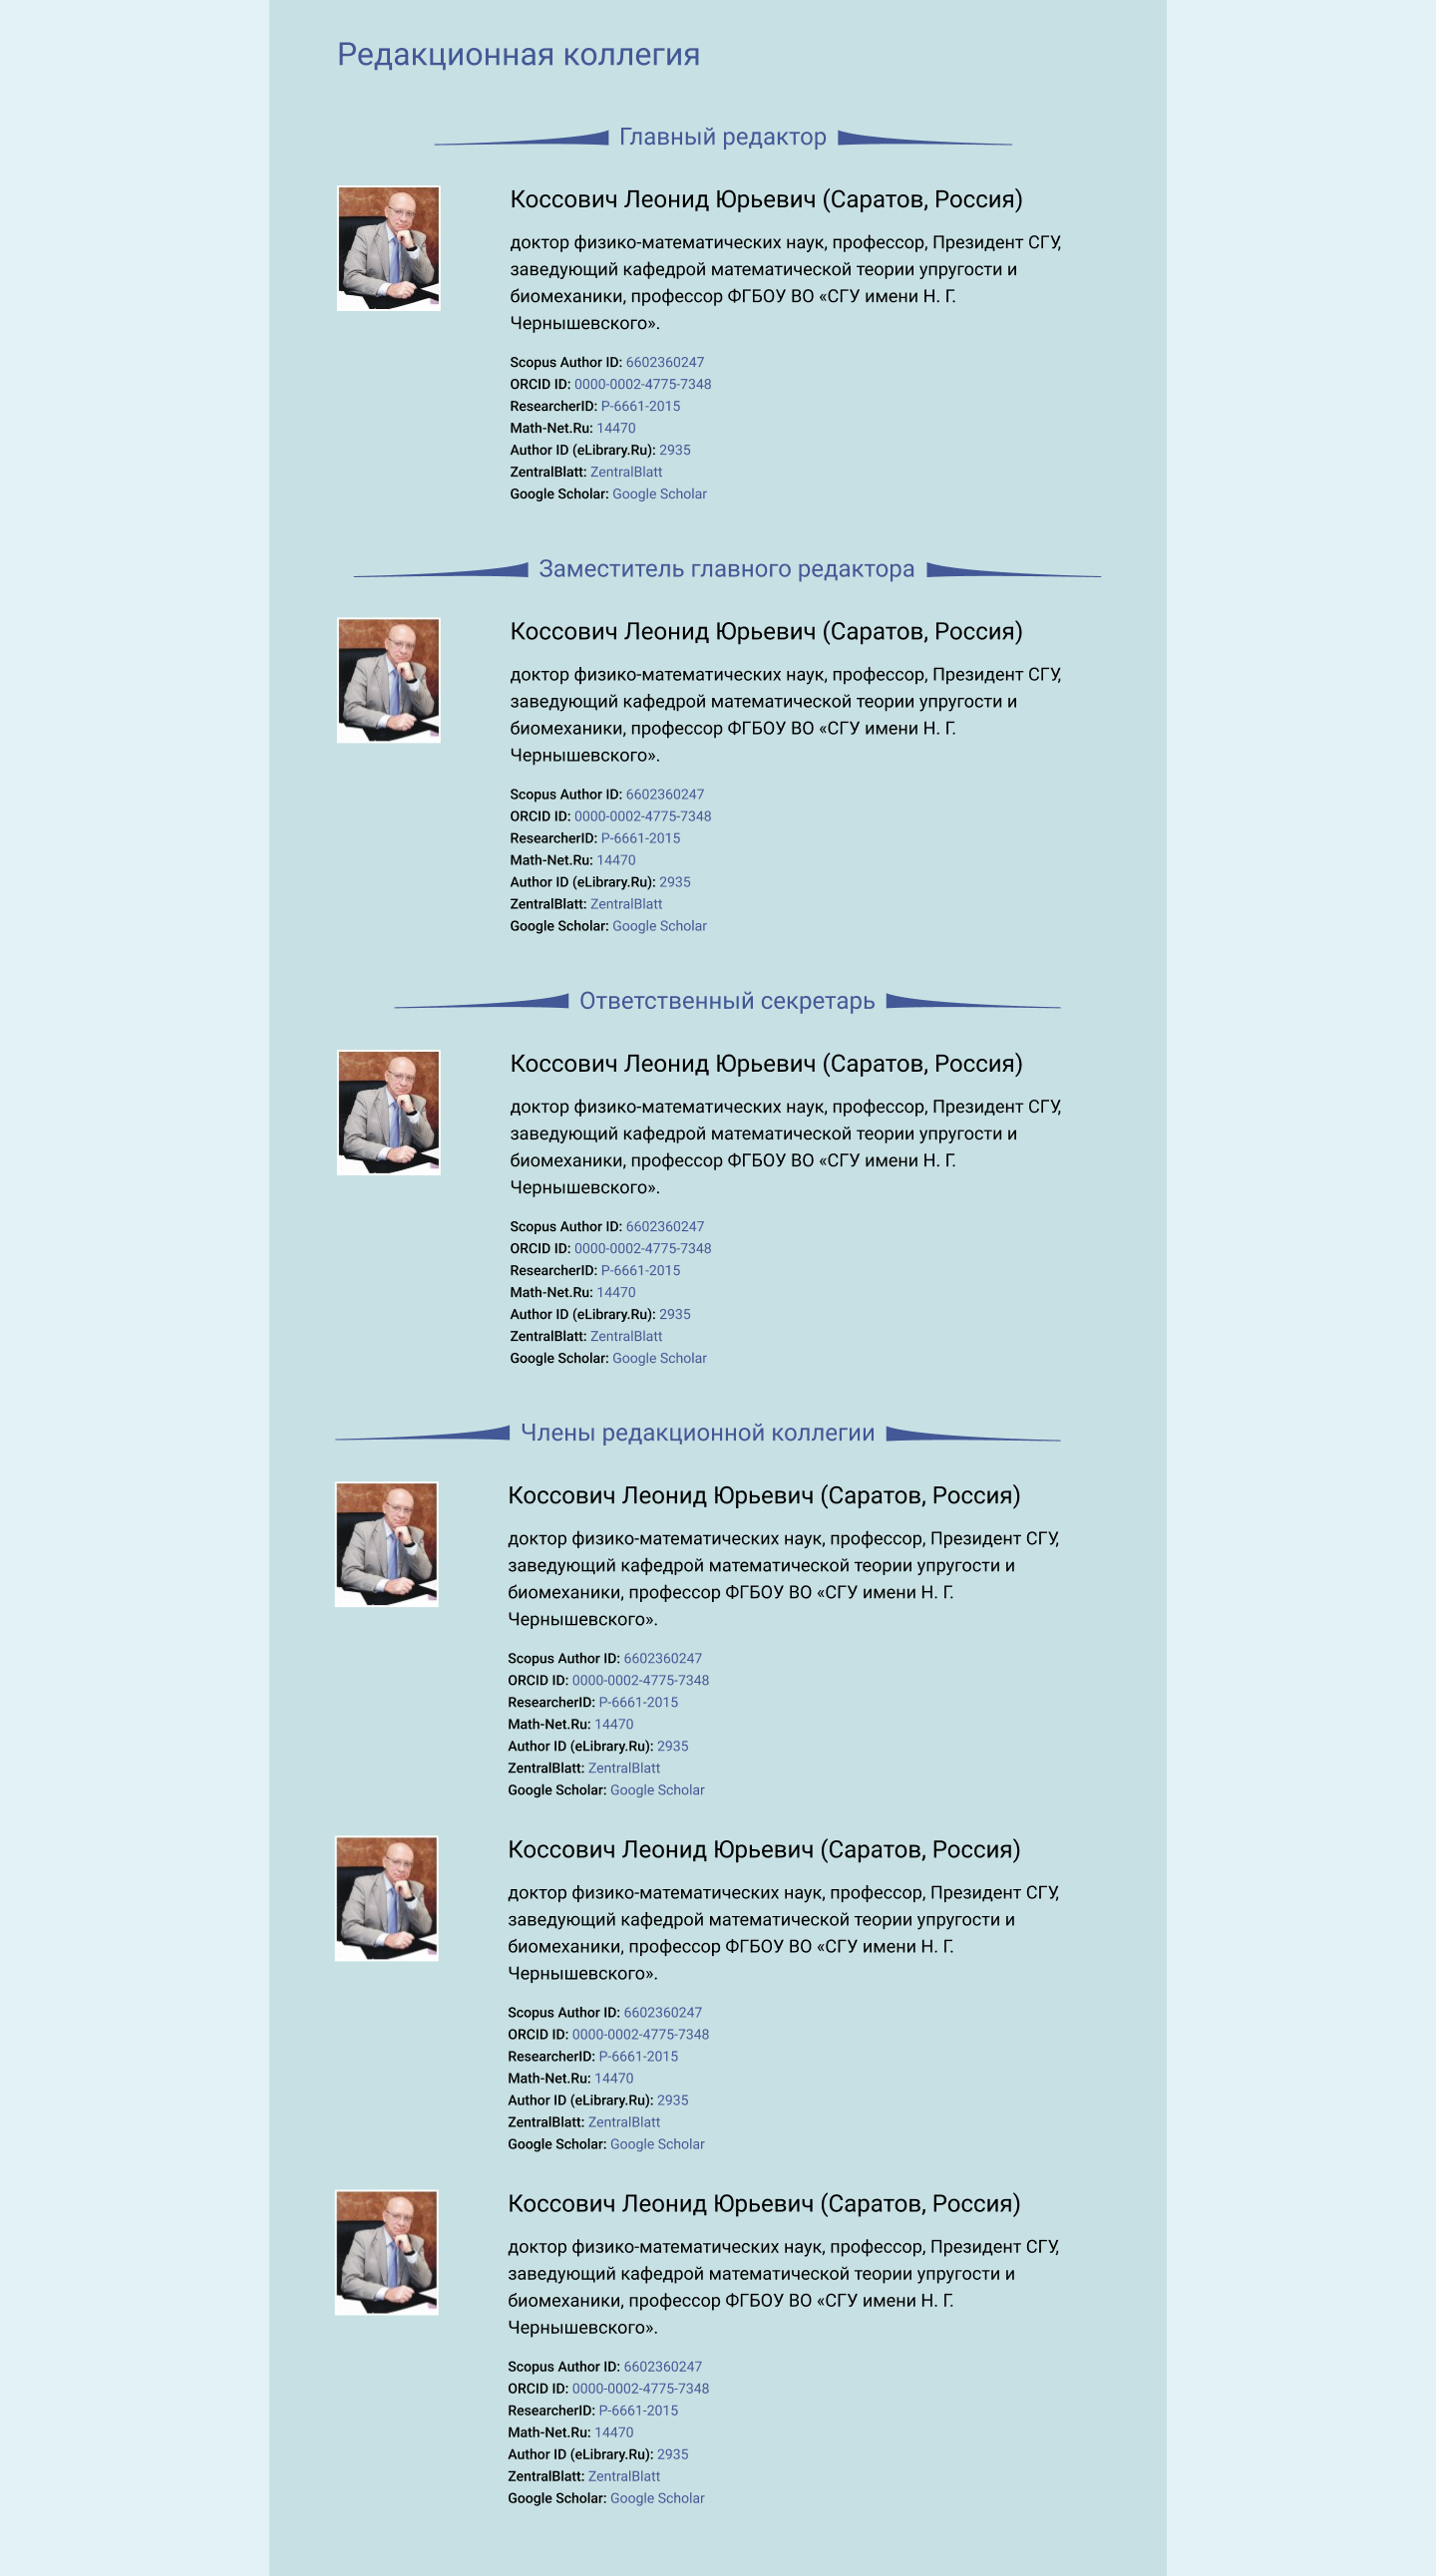 Редакционная коллегия
Главный редактор
Коссович Леонид Юрьевич (Саратов, Россия)
доктор физико-математических наук, профессор, Президент СГУ,
заведующий кафедрой математической теории упругости и
биомеханики, профессор ФГБОУ ВО «СГУ имени Н. Г.
Чернышевского».
Scopus Author ID: 6602360247
ORCID ID: 0000-0002-4775-7348
ResearcherID: P-6661-2015
Math-Net.Ru: 14470
Author ID (eLibrary.Ru): 2935
ZentralBlatt: ZentralBlatt
Google Scholar: Google Scholar
Заместитель главного редактора
Коссович Леонид Юрьевич (Саратов, Россия)
доктор физико-математических наук, профессор, Президент СГУ,
заведующий кафедрой математической теории упругости и
биомеханики, профессор ФГБОУ ВО «СГУ имени Н. Г.
Чернышевского».
Scopus Author ID: 6602360247
ORCID ID: 0000-0002-4775-7348
ResearcherID: P-6661-2015
Math-Net.Ru: 14470
Author ID (eLibrary.Ru): 2935
ZentralBlatt: ZentralBlatt
Google Scholar: Google Scholar
Ответственный секретарь
Коссович Леонид Юрьевич (Саратов, Россия)
доктор физико-математических наук, профессор, Президент СГУ,
заведующий кафедрой математической теории упругости и
биомеханики, профессор ФГБОУ ВО «СГУ имени Н. Г.
Чернышевского».
Scopus Author ID: 6602360247
ORCID ID: 0000-0002-4775-7348
ResearcherID: P-6661-2015
Math-Net.Ru: 14470
Author ID (eLibrary.Ru): 2935
ZentralBlatt: ZentralBlatt
Google Scholar: Google Scholar
Члены редакционной коллегии
Коссович Леонид Юрьевич (Саратов, Россия)
доктор физико-математических наук, профессор, Президент СГУ,
заведующий кафедрой математической теории упругости и
биомеханики, профессор ФГБОУ ВО «СГУ имени Н. Г.
Чернышевского».
Scopus Author ID: 6602360247
ORCID ID: 0000-0002-4775-7348
ResearcherID: P-6661-2015
Math-Net.Ru: 14470
Author ID (eLibrary.Ru): 2935
ZentralBlatt: ZentralBlatt
Google Scholar: Google Scholar
Коссович Леонид Юрьевич (Саратов, Россия)
доктор физико-математических наук, профессор, Президент СГУ,
заведующий кафедрой математической теории упругости и
биомеханики, профессор ФГБОУ ВО «СГУ имени Н. Г.
Чернышевского».
Scopus Author ID: 6602360247
ORCID ID: 0000-0002-4775-7348
ResearcherID: P-6661-2015
Math-Net.Ru: 14470
Author ID (eLibrary.Ru): 2935
ZentralBlatt: ZentralBlatt
Google Scholar: Google Scholar
Коссович Леонид Юрьевич (Саратов, Россия)
доктор физико-математических наук, профессор, Президент СГУ,
заведующий кафедрой математической теории упругости и
биомеханики, профессор ФГБОУ ВО «СГУ имени Н. Г.
Чернышевского».
Scopus Author ID: 6602360247
ORCID ID: 0000-0002-4775-7348
ResearcherID: P-6661-2015
Math-Net.Ru: 14470
Author ID (eLibrary.Ru): 2935
ZentralBlatt: ZentralBlatt
Google Scholar: Google Scholar